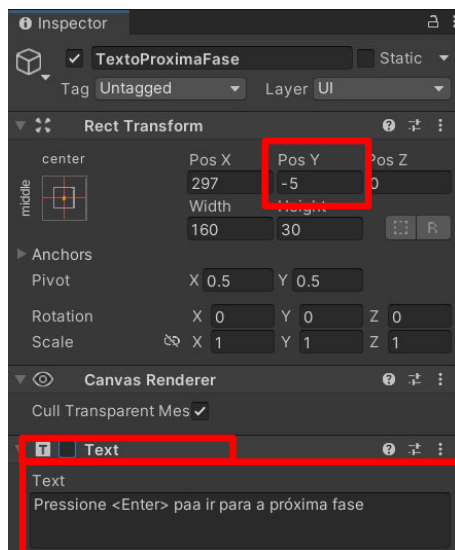 Inspector
TextoProximaFase Static
Tag Untagged Layer UI
Rect Transform
center Pos X Pos Y Pos Z
middle 297 -5 0
Width Height
160 30 R
Anchors
Pivot X 0.5 Y 0.5
Rotation X 0 Y 0 Z 0
Scale X 1 Y 1 Z 1
Canvas Renderer
Cull Transparent Mes
T Text
Text
Pressione <Enter> paa ir para a próxima fase